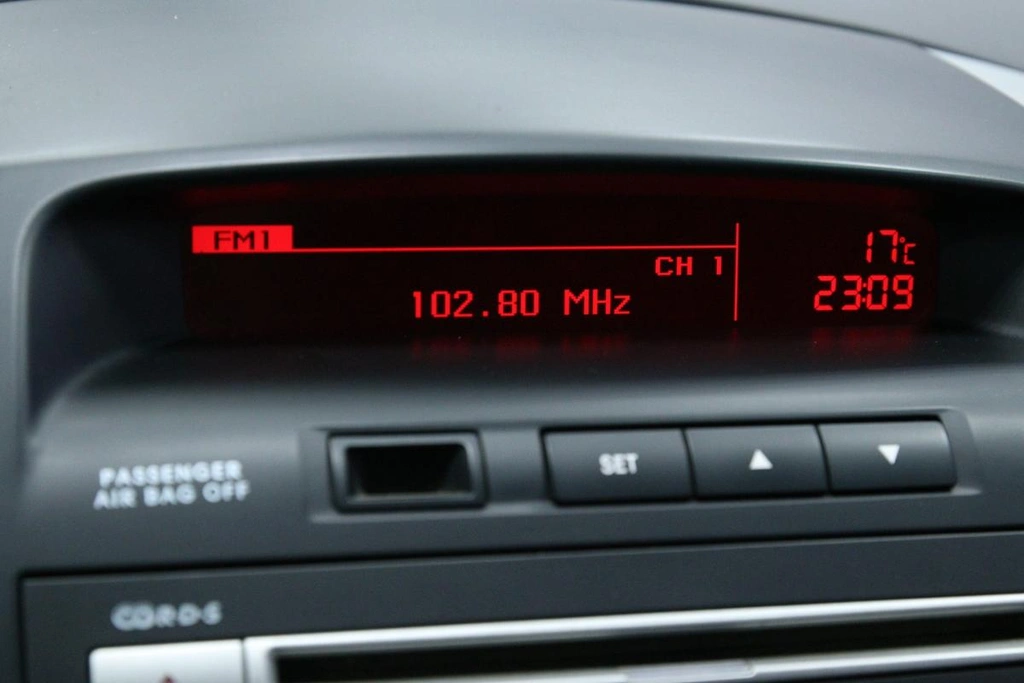 FM1
17°C
CH 1
102.80 MHz
23:09
PASSENGER
AIR BAG OFF
SET